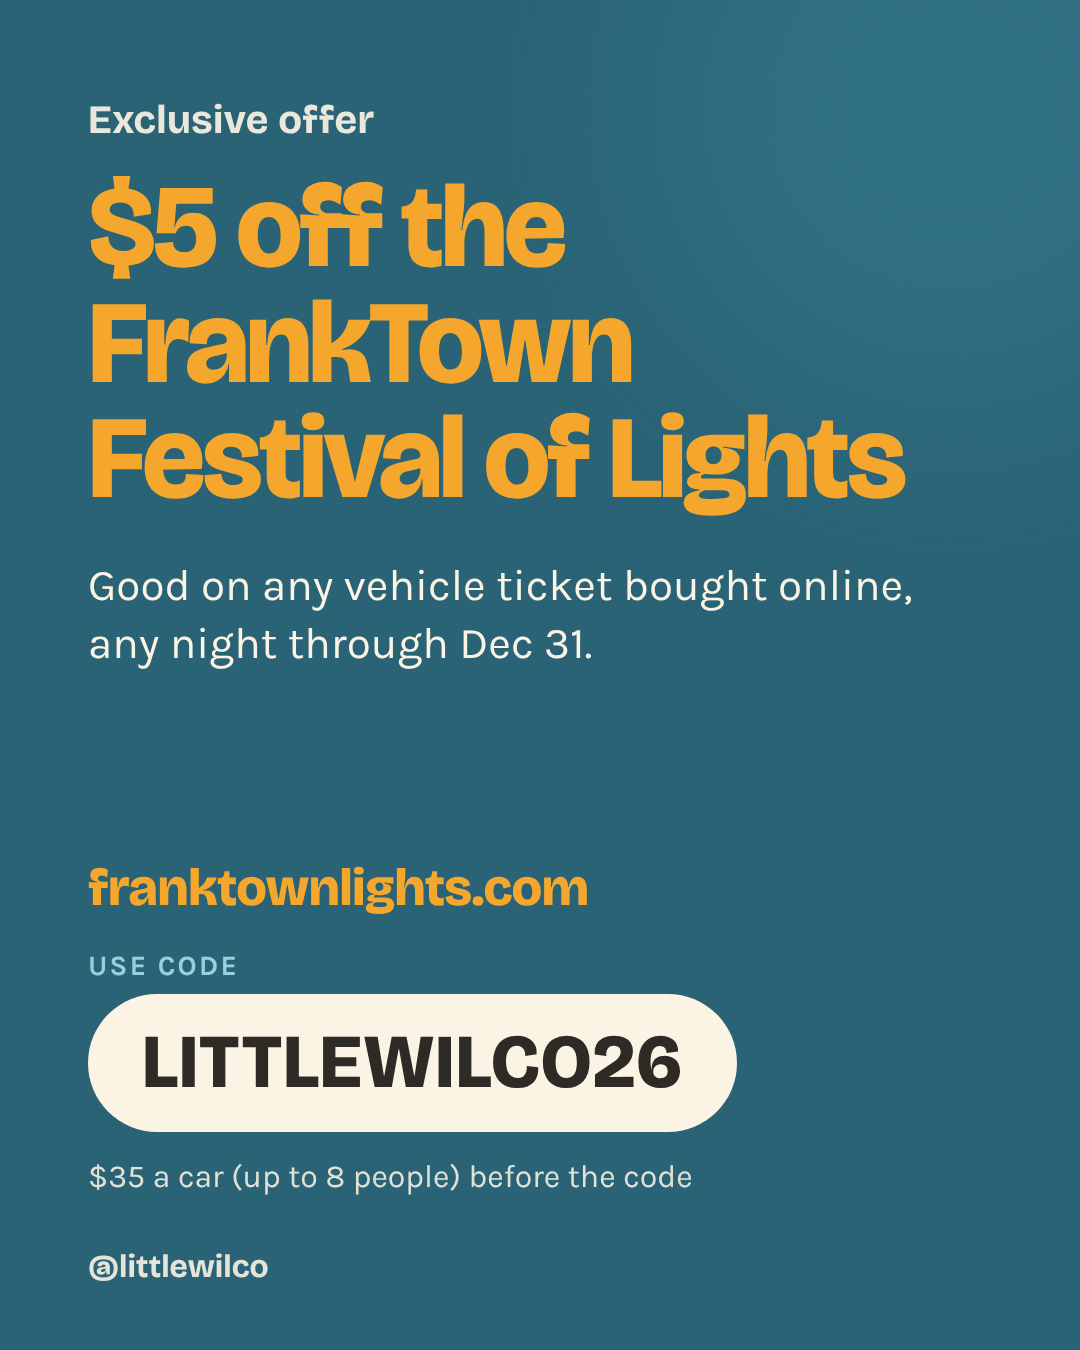 Exclusive offer
$5 off the
FrankTown
Festival of Lights
Good on any vehicle ticket bought online,
any night through Dec 31.
franktownlights.com
USE CODE
LITTLEWILCO26
$35 a car (up to 8 people) before the code
@littlewilco